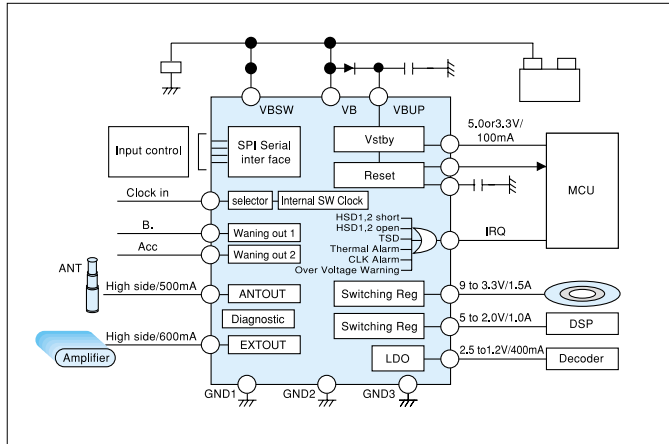 VBSW
VB
VBUP
Input control
SPI Serial
inter face
Vstby
Reset
5.0or3.3V/
100mA
MCU
Clock in
selector
Internal SW Clock
B.
Waning out 1
Acc
Waning out 2
HSD1,2 short
HSD1,2 open
TSD
Thermal Alarm
CLK Alarm
Over Voltage Warning
IRQ
ANT
High side/500mA
ANTOUT
Diagnostic
High side/600mA
Amplifier
EXTOUT
Switching Reg
9 to 3.3V/1.5A
Switching Reg
5 to 2.0V/1.0A
DSP
LDO
2.5 to1.2V/400mA
Decoder
GND1
GND2
GND3